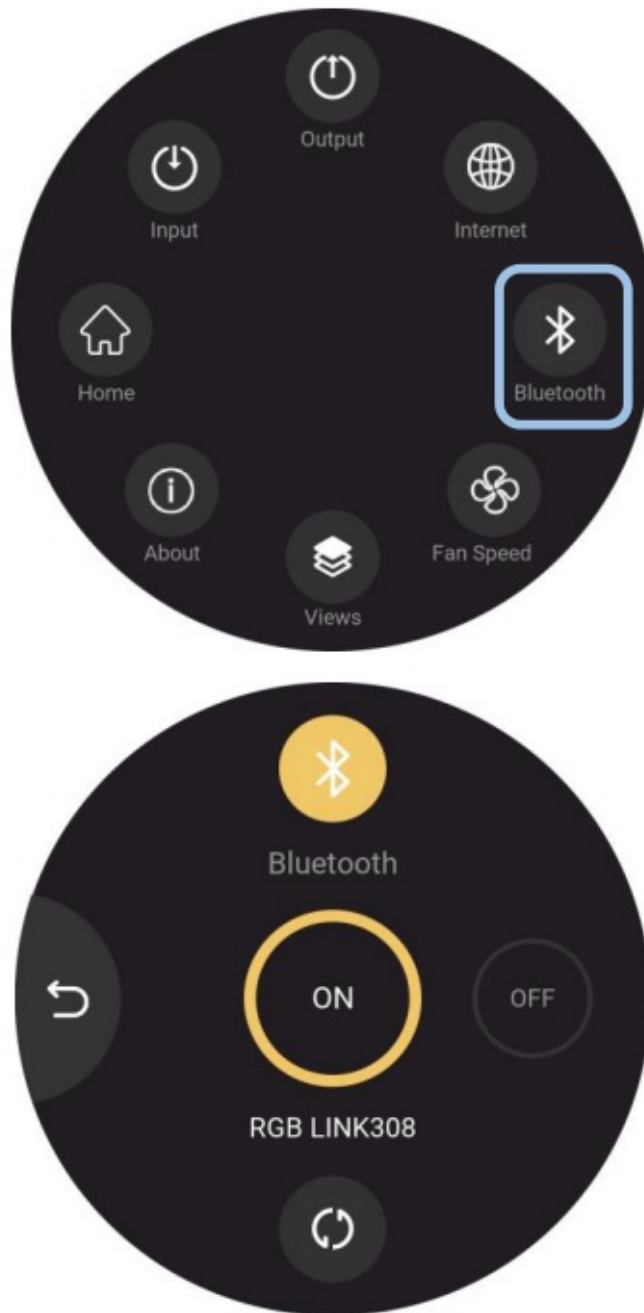 Output
Input
Internet
Home
Bluetooth
About
Fan Speed
Views
Bluetooth
ON
OFF
RGB LINK308